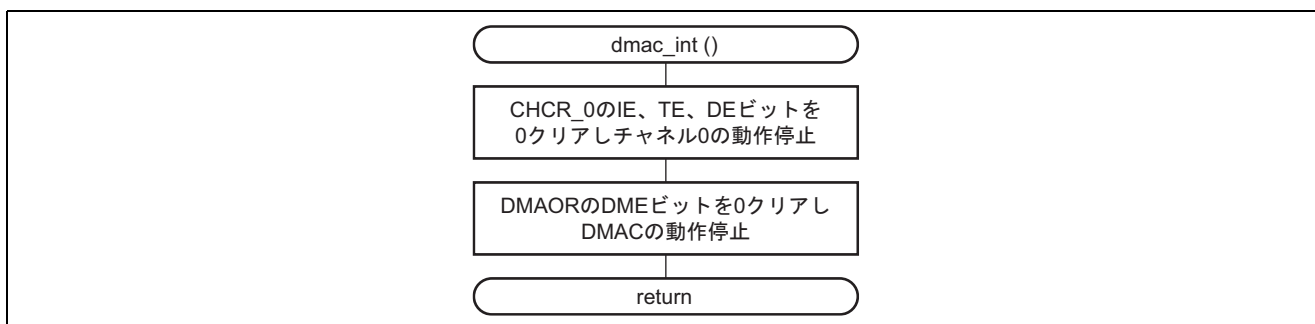 dmac_int ()
CHCR_0のIE、TE、DEビットを
0クリアしチャネル0の動作停止
DMAORのDMEビットを0クリアし
DMACの動作停止
return